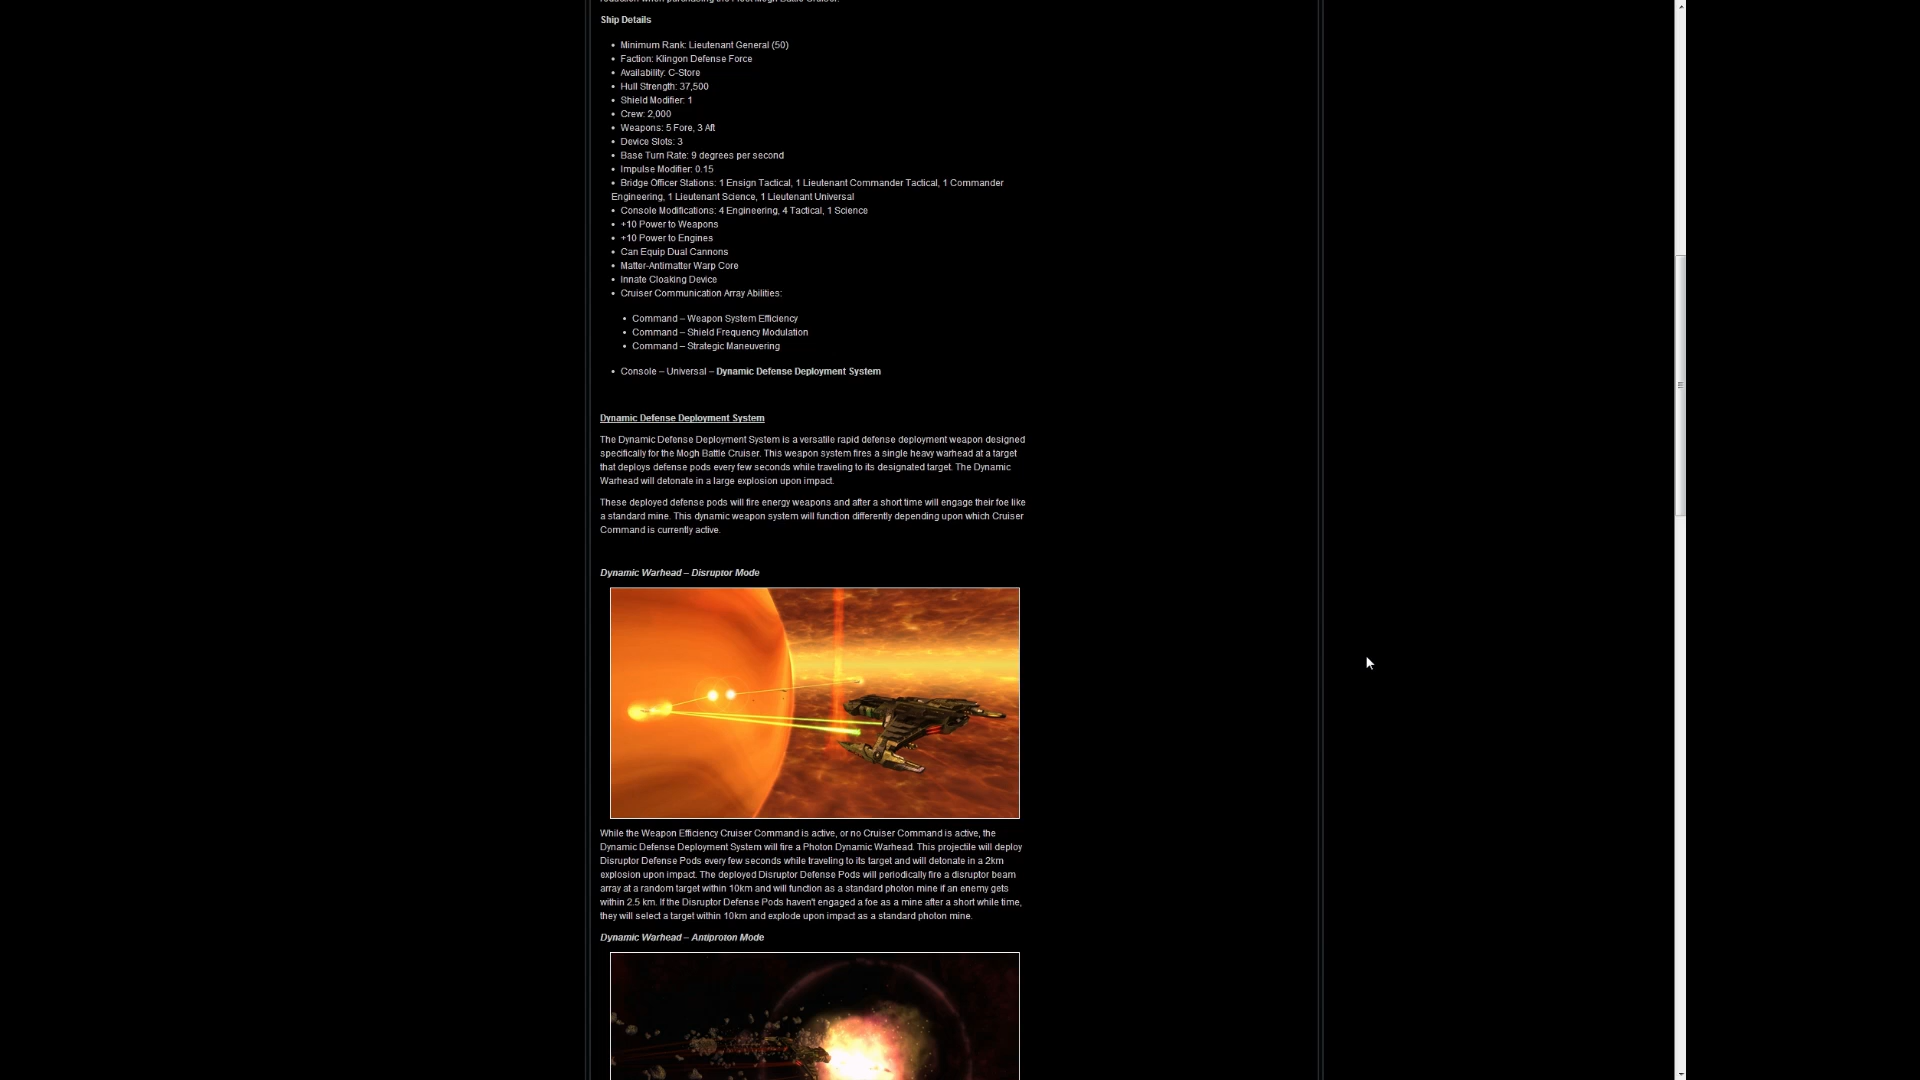 reduction when purchasing the Fleet Mogh Battle Cruiser.
Ship Details
• Minimum Rank: Lieutenant General (50)
• Faction: Klingon Defense Force
• Availability: C-Store
• Hull Strength: 37,500
• Shield Modifier: 1
• Crew: 2,000
• Weapons: 5 Fore, 3 Aft
• Device Slots: 3
• Base Turn Rate: 9 degrees per second
• Impulse Modifier: 0.15
• Bridge Officer Stations: 1 Ensign Tactical, 1 Lieutenant Commander Tactical, 1 Commander
Engineering, 1 Lieutenant Science, 1 Lieutenant Universal
• Console Modifications: 4 Engineering, 4 Tactical, 1 Science
• +10 Power to Weapons
• +10 Power to Engines
• Can Equip Dual Cannons
• Matter-Antimatter Warp Core
• Innate Cloaking Device
• Cruiser Communication Array Abilities:
• Command – Weapon System Efficiency
• Command – Shield Frequency Modulation
• Command – Strategic Maneuvering
• Console – Universal – Dynamic Defense Deployment System
Dynamic Defense Deployment System
The Dynamic Defense Deployment System is a versatile rapid defense deployment weapon designed
specifically for the Mogh Battle Cruiser. This weapon system fires a single heavy warhead at a target
that deploys defense pods every few seconds while traveling to its designated target. The Dynamic
Warhead will detonate in a large explosion upon impact.
These deployed defense pods will fire energy weapons and after a short time will engage their foe like
a standard mine. This dynamic weapon system will function differently depending upon which Cruiser
Command is currently active.
Dynamic Warhead – Disruptor Mode
While the Weapon Efficiency Cruiser Command is active, or no Cruiser Command is active, the
Dynamic Defense Deployment System will fire a Photon Dynamic Warhead. This projectile will deploy
Disruptor Defense Pods every few seconds while traveling to its target and will detonate in a 2km
explosion upon impact. The deployed Disruptor Defense Pods will periodically fire a disruptor beam
array at a random target within 10km and will function as a standard photon mine if an enemy gets
within 2.5 km. If the Disruptor Defense Pods haven't engaged a foe as a mine after a short while time,
they will select a target within 10km and explode upon impact as a standard photon mine.
Dynamic Warhead – Antiproton Mode